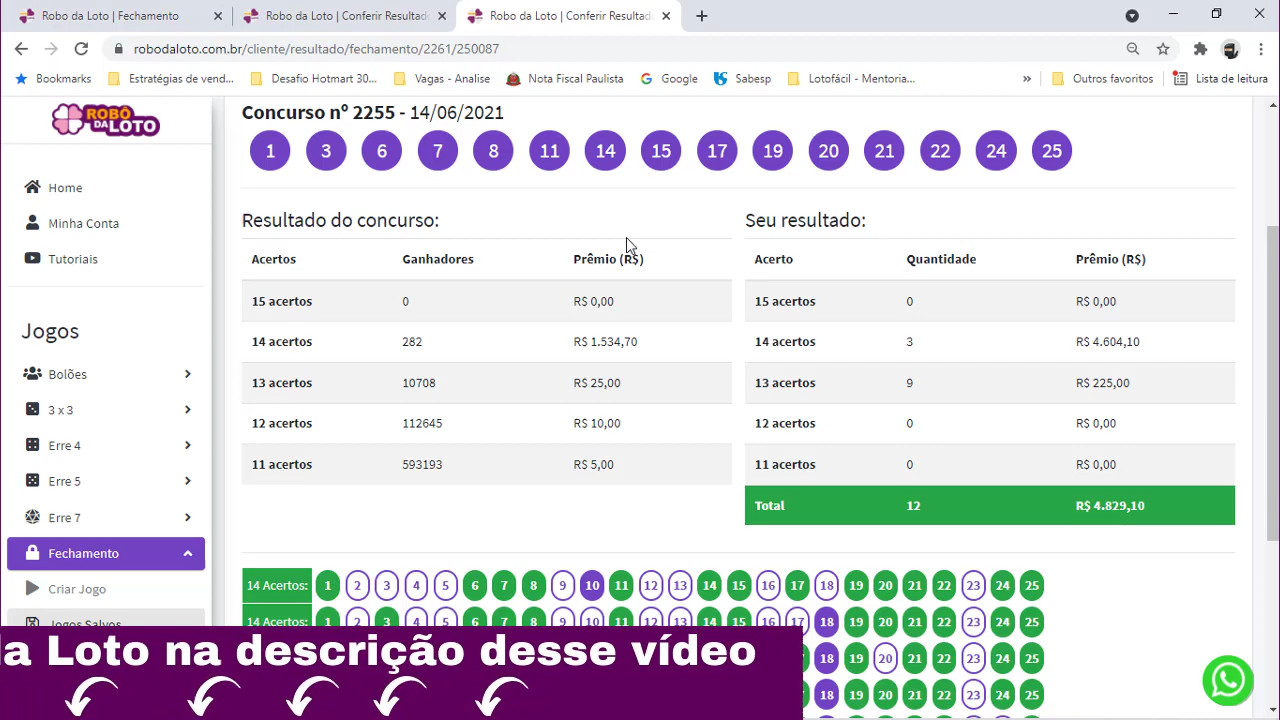 Robo da Loto | Fechamento
Robo da Loto | Conferir Resultad
Robo da Loto | Conferir Resultad
robodaloto.com.br/cliente/resultado/fechamento/2261/250087
Bookmarks
Estratégias de vend...
Desafio Hotmart 30...
Vagas - Analise
Nota Fiscal Paulista
Google
Sabesp
Lotofácil - Mentoria...
»
Outros favoritos
Lista de leitura
ROBO
DA LOTO
Home
Minha Conta
Tutoriais
Jogos
Bolões
3 x 3
Erre 4
Erre 5
Erre 7
Fechamento
Criar Jogo
Jogos Salvos
Concurso nº 2255 - 14/06/2021
1 3 6 7 8 11 14 15 17 19 20 21 22 24 25
Resultado do concurso:
Acertos Ganhadores Prêmio (R$)
15 acertos 0 R$ 0,00
14 acertos 282 R$ 1.534,70
13 acertos 10708 R$ 25,00
12 acertos 112645 R$ 10,00
11 acertos 593193 R$ 5,00
Seu resultado:
Acerto Quantidade Prêmio (R$)
15 acertos 0 R$ 0,00
14 acertos 3 R$ 4.604,10
13 acertos 9 R$ 225,00
12 acertos 0 R$ 0,00
11 acertos 0 R$ 0,00
Total 12 R$ 4.829,10
14 Acertos: 1 2 3 4 5 6 7 8 9 10 11 12 13 14 15 16 17 18 19 20 21 22 23 24 25
14 Acertos: 1 2 3 4 5 6 7 8 9 10 11 12 13 14 15 16 17 18 19 20 21 22 23 24 25
18 19 20 21 22 23 24 25
18 19 20 21 22 23 24 25
la Loto na descrição desse vídeo